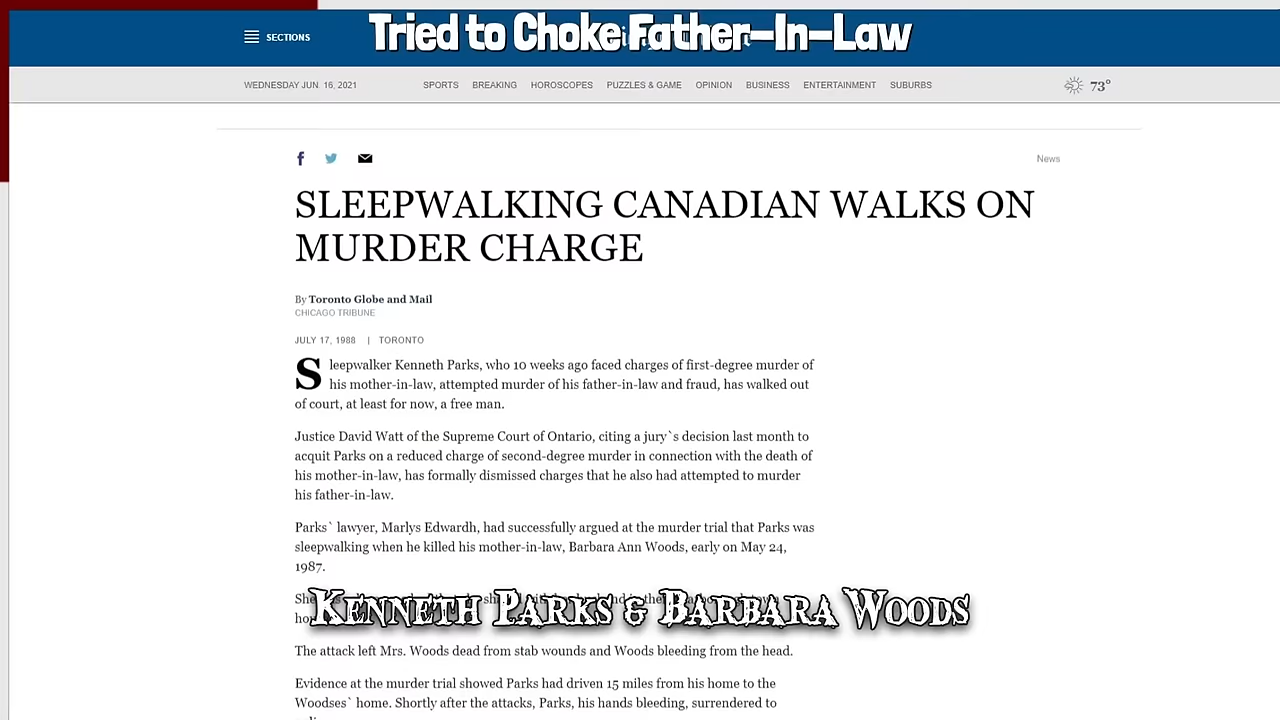 Tried to Choke Father-In-Law
SECTIONS
WEDNESDAY JUN. 16, 2021
SPORTS BREAKING HOROSCOPES PUZZLES & GAME OPINION BUSINESS ENTERTAINMENT SUBURBS
73°
News
SLEEPWALKING CANADIAN WALKS ON
MURDER CHARGE
By Toronto Globe and Mail
CHICAGO TRIBUNE
JULY 17, 1988 | TORONTO
Sleepwalker Kenneth Parks, who 10 weeks ago faced charges of first-degree murder of
his mother-in-law, attempted murder of his father-in-law and fraud, has walked out
of court, at least for now, a free man.
Justice David Watt of the Supreme Court of Ontario, citing a jury`s decision last month to
acquit Parks on a reduced charge of second-degree murder in connection with the death of
his mother-in-law, has formally dismissed charges that he also had attempted to murder
his father-in-law.
Parks` lawyer, Marlys Edwardh, had successfully argued at the murder trial that Parks was
sleepwalking when he killed his mother-in-law, Barbara Ann Woods, early on May 24,
1987.
Kenneth Parks & Barbara Woods
The attack left Mrs. Woods dead from stab wounds and Woods bleeding from the head.
Evidence at the murder trial showed Parks had driven 15 miles from his home to the
Woodses` home. Shortly after the attacks, Parks, his hands bleeding, surrendered to